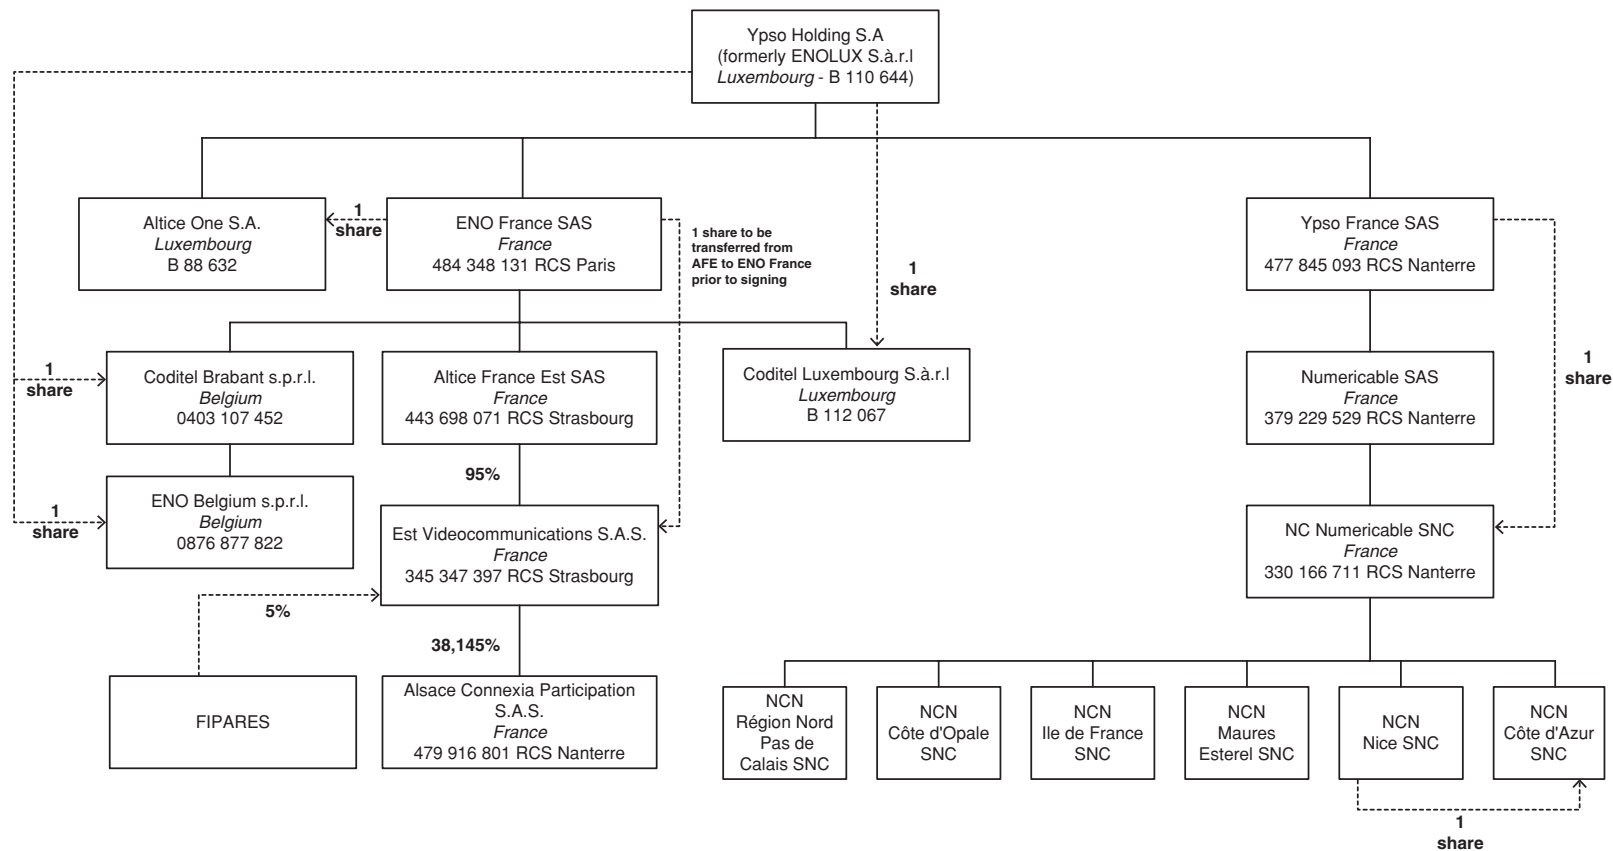 Ypso Holding S.A
(formerly ENOLUX S.à.r.l
Luxembourg - B 110 644)
Altice One S.A.
Luxembourg
B 88 632
1
share
ENO France SAS
France
484 348 131 RCS Paris
1 share to be
transferred from
AFE to ENO France
prior to signing
1
share
Ypso France SAS
France
477 845 093 RCS Nanterre
1
share
Coditel Brabant s.p.r.l.
Belgium
0403 107 452
Altice France Est SAS
France
443 698 071 RCS Strasbourg
Coditel Luxembourg S.à.r.l
Luxembourg
B 112 067
Numericable SAS
France
379 229 529 RCS Nanterre
1
share
95%
1
share
ENO Belgium s.p.r.l.
Belgium
0876 877 822
Est Videocommunications S.A.S.
France
345 347 397 RCS Strasbourg
NC Numericable SNC
France
330 166 711 RCS Nanterre
5%
38,145%
FIPARES
Alsace Connexia Participation
S.A.S.
France
479 916 801 RCS Nanterre
NCN
Région Nord
Pas de
Calais SNC
NCN
Côte d'Opale
SNC
NCN
Ile de France
SNC
NCN
Maures
Esterel SNC
NCN
Nice SNC
NCN
Côte d'Azur
SNC
1
share